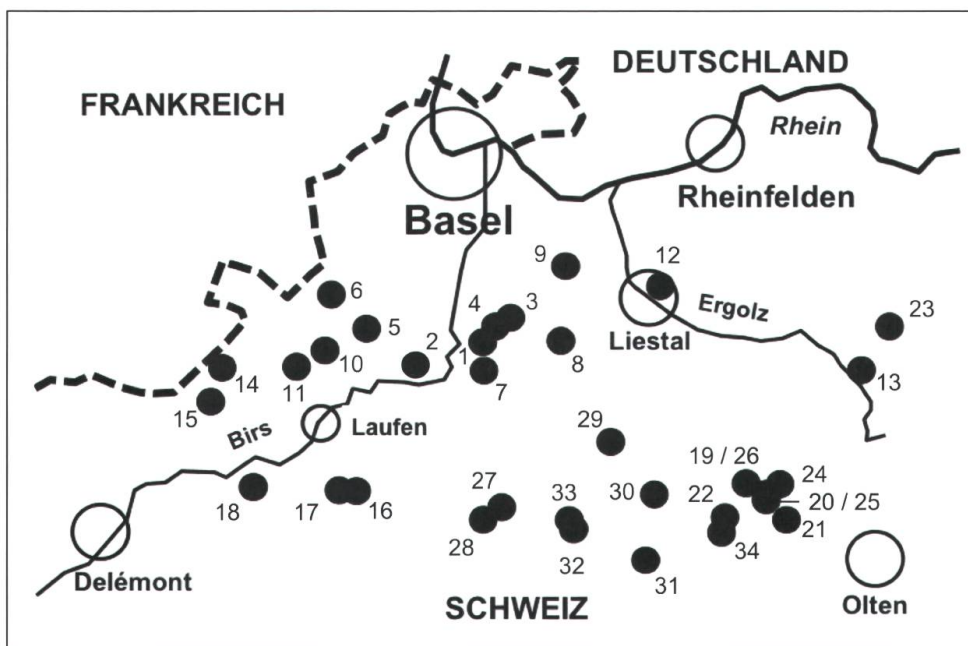 DEUTSCHLAND
FRANKREICH
Rhein
Basel
Rheinfelden
9
12
6
4
3
Ergolz
23
5
2
1
8
Liestal
10
14
11
7
13
15
Birs
Laufen
29
19 / 26
24
27
33
30
22
20 / 25
18
17
16
21
28
32
34
31
Delémont
SCHWEIZ
Olten